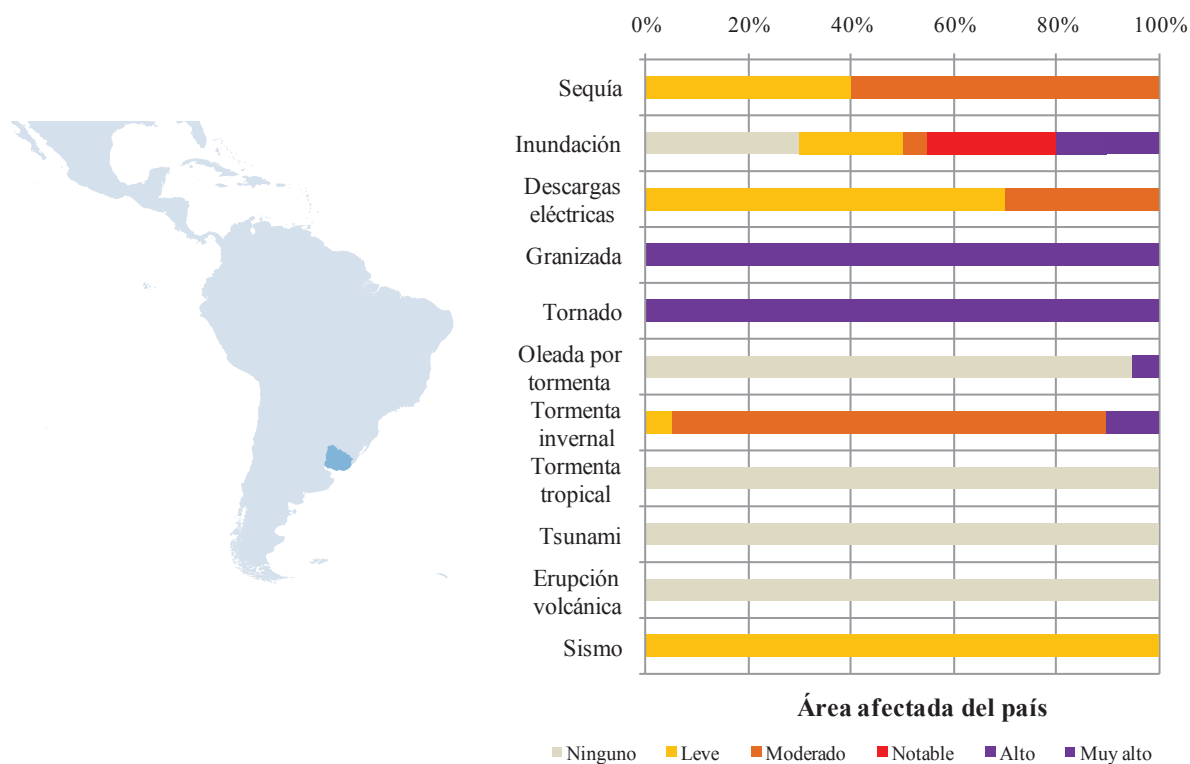 0% 20% 40% 60% 80% 100%
Sequía
Inundación
Descargas
eléctricas
Granizada
Tornado
Oleada por
tormenta
Tormenta
invernal
Tormenta
tropical
Tsunami
Erupción
volcánica
Sismo
Área afectada del país
Ninguno Leve Moderado Notable Alto Muy alto